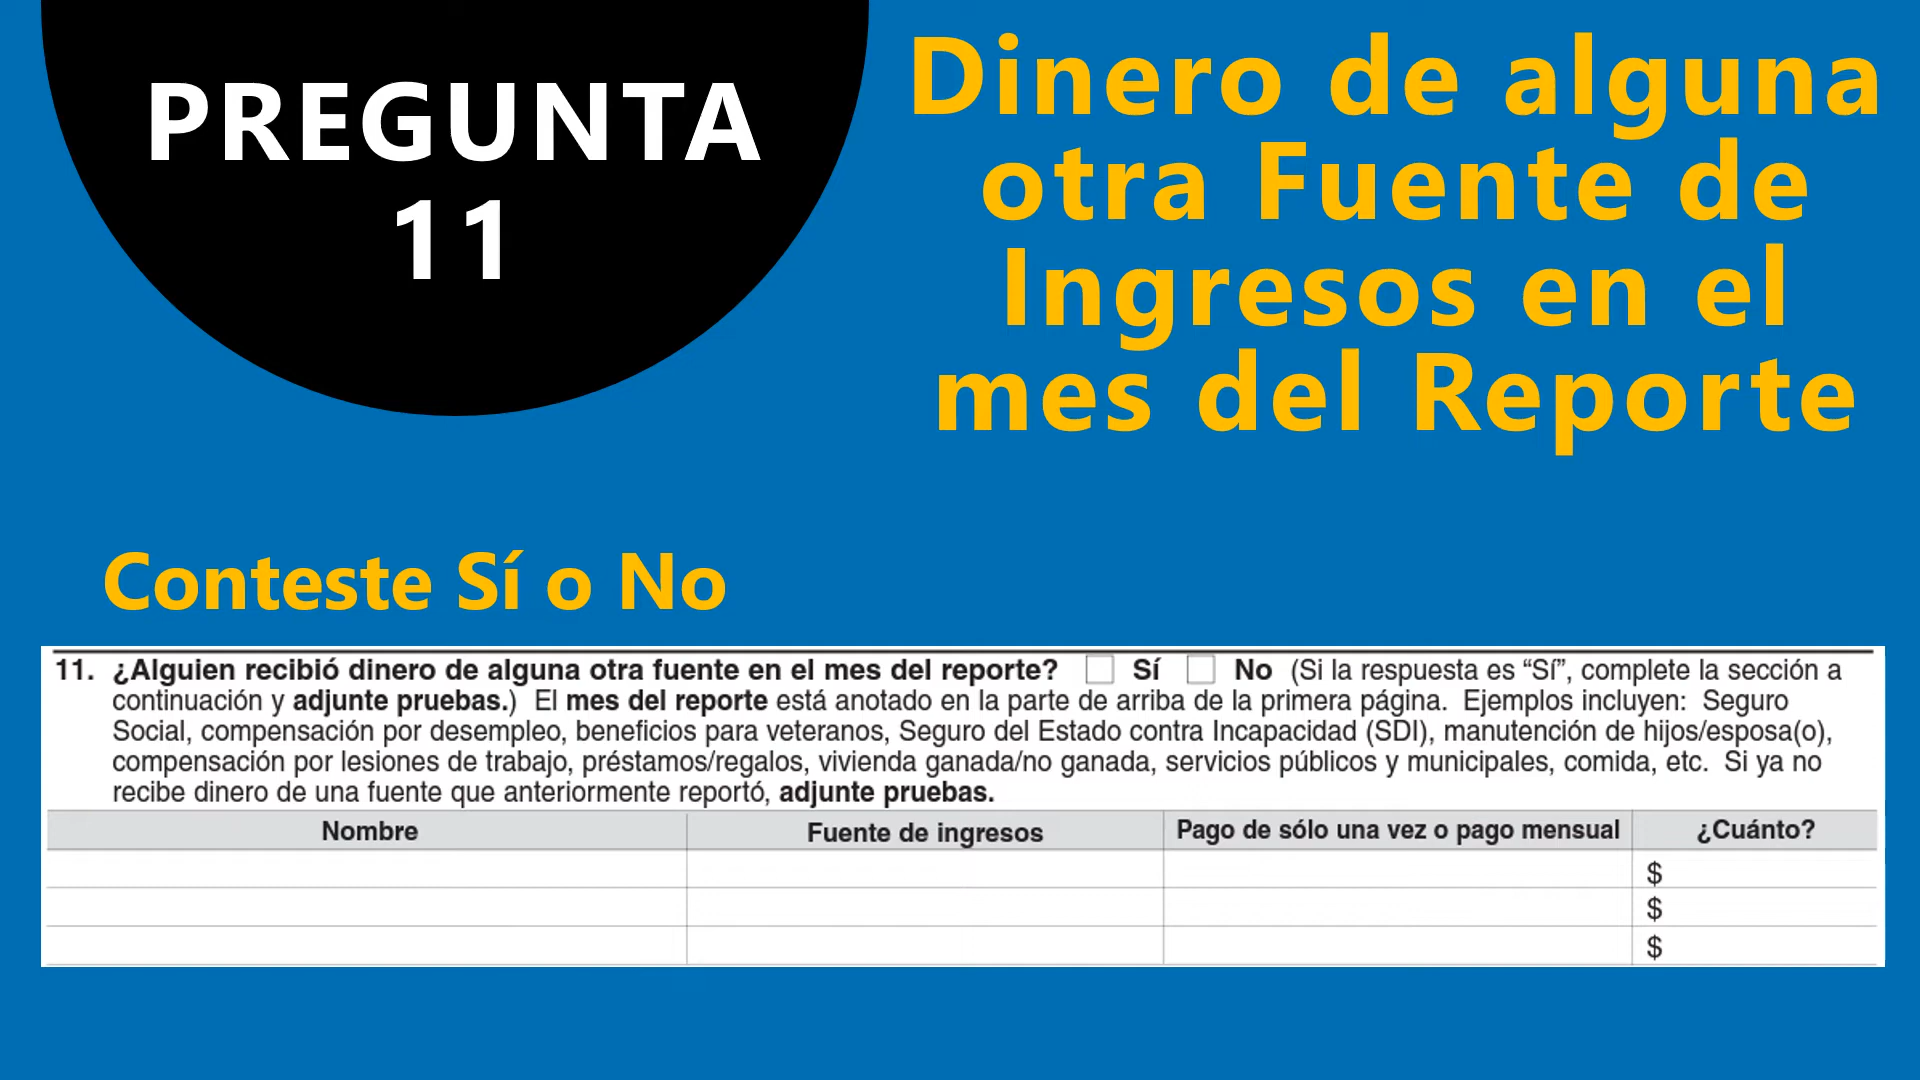 PREGUNTA
11
Dinero de alguna
otra Fuente de
Ingresos en el
mes del Reporte
Conteste Sí o No
11. ¿Alguien recibió dinero de alguna otra fuente en el mes del reporte? Sí No (Si la respuesta es “Sí”, complete la sección a
continuación y adjunte pruebas.) El mes del reporte está anotado en la parte de arriba de la primera página. Ejemplos incluyen: Seguro
Social, compensación por desempleo, beneficios para veteranos, Seguro del Estado contra Incapacidad (SDI), manutención de hijos/esposa(o),
compensación por lesiones de trabajo, préstamos/regalos, vivienda ganada/no ganada, servicios públicos y municipales, comida, etc. Si ya no
recibe dinero de una fuente que anteriormente reportó, adjunte pruebas.
Nombre Fuente de ingresos Pago de sólo una vez o pago mensual ¿Cuánto?
$
$
$